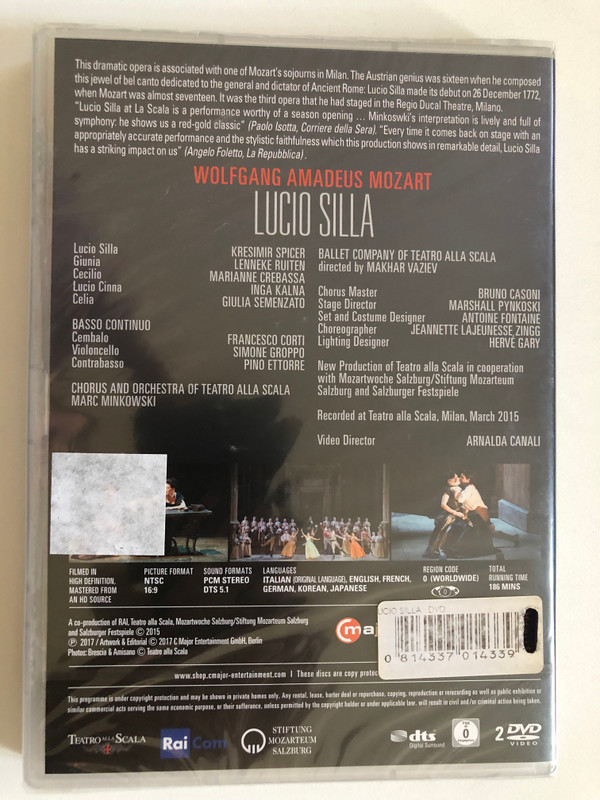 This dramatic opera is associated with one of Mozart's sojourns in Milan. The Austrian genius was sixteen when he composed
this jewel of bel canto dedicated to the general and dictator of Ancient Rome: Lucio Silla made its debut on 26 December 1772,
when Mozart was almost seventeen. It was the third opera that he had staged in the Regio Ducal Theatre, Milano.
"Lucio Silla at La Scala is a performance worthy of a season opening … Minkoswki's interpretation is lively and full of
symphony: he shows us a red-gold classic" (Paolo Isotta, Corriere della Sera). "Every time it comes back on stage with an
appropriately accurate performance and the stylistic faithfulness which this production shows in remarkable detail, Lucio Silla
has a striking impact on us" (Angelo Foletto, La Repubblica).
WOLFGANG AMADEUS MOZART
LUCIO SILLA
Lucio Silla KRESIMIR SPICER
Giunia LENNEKE RUITEN
Cecilio MARIANNE CREBASSA
Lucio Cinna INGA KALNA
Celia GIULIA SEMENZATO
BASSO CONTINUO
Cembalo FRANCESCO CORTI
Violoncello SIMONE GROPPO
Contrabasso PINO ETTORRE
CHORUS AND ORCHESTRA OF TEATRO ALLA SCALA
MARC MINKOWSKI
BALLET COMPANY OF TEATRO ALLA SCALA
directed by MAKHAR VAZIEV
Chorus Master BRUNO CASONI
Stage Director MARSHALL PYNKOSKI
Set and Costume Designer ANTOINE FONTAINE
Choreographer JEANNETTE LAJEUNESSE ZINGG
Lighting Designer HERVÉ GARY
New Production of Teatro alla Scala in cooperation
with Mozartwoche Salzburg/Stiftung Mozarteum
Salzburg and Salzburger Festspiele
Recorded at Teatro alla Scala, Milan, March 2015
Video Director ARNALDA CANALI
FILMED IN
HIGH DEFINITION,
MASTERED FROM
AN HD SOURCE
PICTURE FORMAT
NTSC
16:9
SOUND FORMATS
PCM STEREO
DTS 5.1
LANGUAGES
ITALIAN (ORIGINAL LANGUAGE), ENGLISH, FRENCH,
GERMAN, KOREAN, JAPANESE
REGION CODE
0 (WORLDWIDE)
0
TOTAL
RUNNING TIME
186 MINS
A co-production of RAI, Teatro alla Scala, Mozartwoche Salzburg/Stiftung Mozarteum Salzburg
and Salzburger Festspiele © 2015
℗ 2017 / Artwork & Editorial © 2017 C Major Entertainment GmbH, Berlin
Photos: Brescia & Amisano © Teatro alla Scala
LUCIO SILLA DVD
0 814337 014339
www.shop.cmajor-entertainment.com | These discs are copy protec
This programme is under copyright protection and may be shown in private homes only. Any rental, lease, barter deal or repurchase, copying, reproduction or rerecording as well as public exhibition or
similar commercial acts serving the same economic purpose, or their sufferance, unless permitted by the copyright holder or under applicable law, will result in civil and /or criminal action being taken.
TEATRO ALLA SCALA
Rai Com
STIFTUNG
MOZARTEUM
SALZBURG
dts
Digital Surround
0
2 DVD
VIDEO